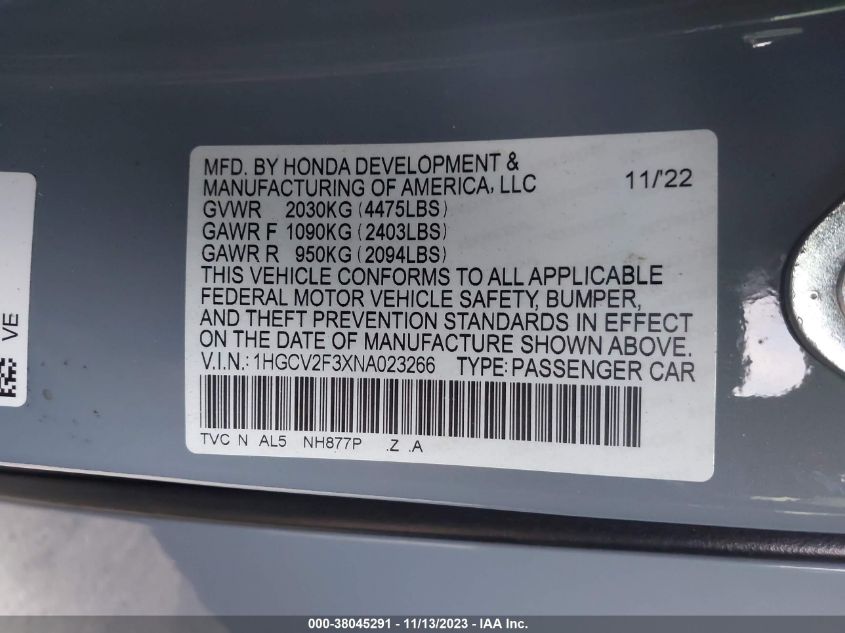 MFD. BY HONDA DEVELOPMENT &
MANUFACTURING OF AMERICA, LLC 11/'22
GVWR 2030KG (4475LBS)
GAWR F 1090KG (2403LBS)
GAWR R 950KG (2094LBS)
THIS VEHICLE CONFORMS TO ALL APPLICABLE
FEDERAL MOTOR VEHICLE SAFETY, BUMPER,
AND THEFT PREVENTION STANDARDS IN EFFECT
ON THE DATE OF MANUFACTURE SHOWN ABOVE.
V.I.N.: 1HGCV2F3XNA023266 TYPE: PASSENGER CAR
TVC N AL5 NH877P .Z .A
VE
000-38045291 - 11/13/2023 - IAA Inc.